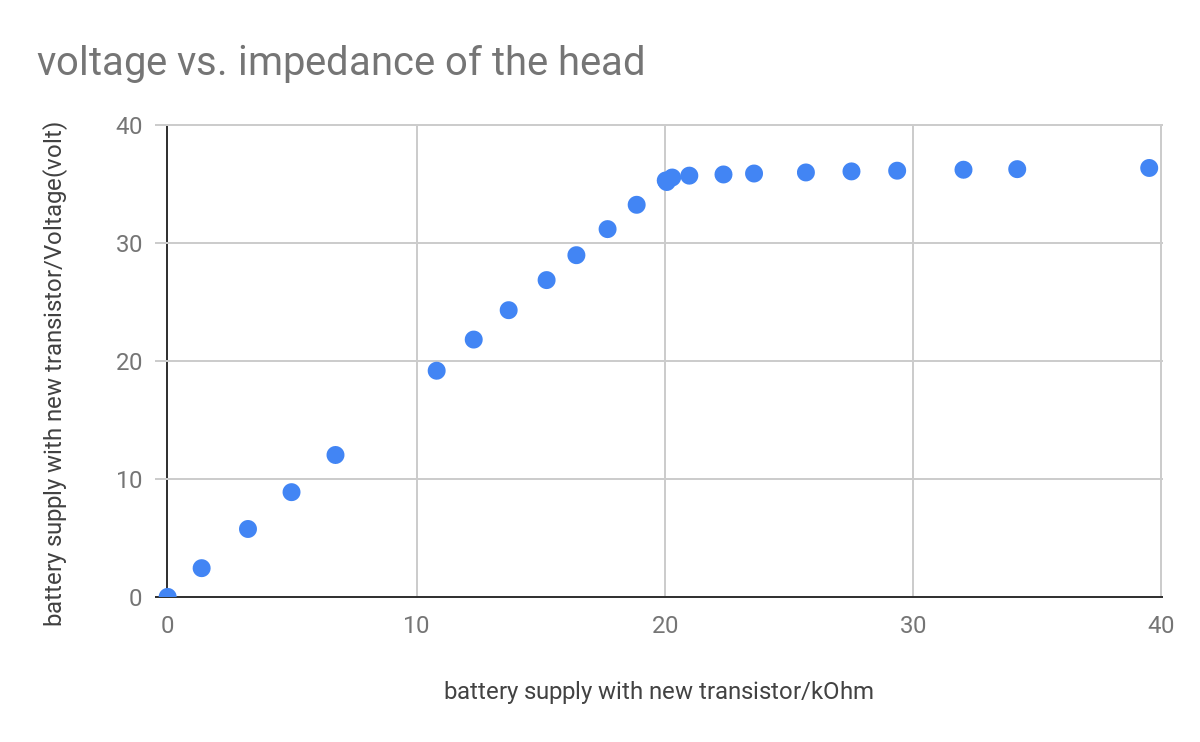 voltage vs. impedance of the head
battery supply with new transistor/Voltage(volt)
40
30
20
10
0
0 10 20 30 40
battery supply with new transistor/kOhm